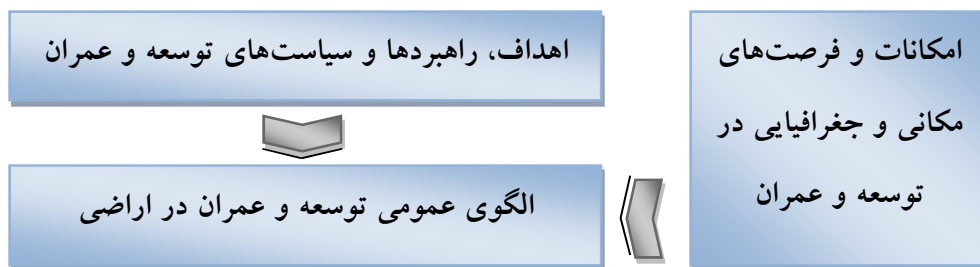 امکانات و فرصت‌های
مکانی و جغرافیایی در
توسعه و عمران
اهداف، راهبردها و سیاست‌های توسعه و عمران
الگوی عمومی توسعه و عمران در اراضی